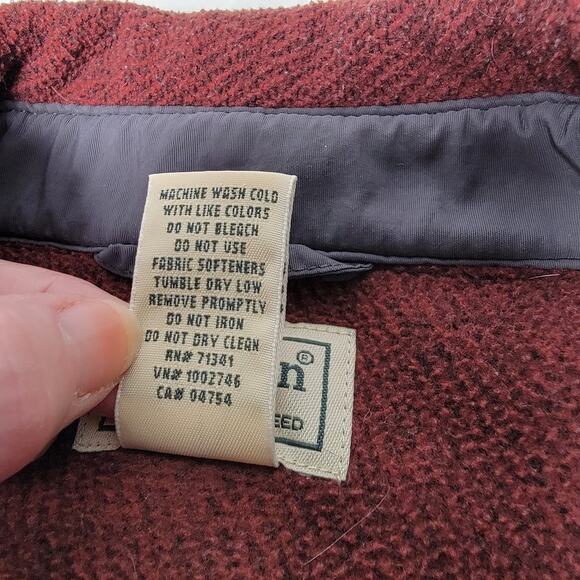 MACHINE WASH COLD
WITH LIKE COLORS
DO NOT BLEACH
DO NOT USE
FABRIC SOFTENERS
TUMBLE DRY LOW
REMOVE PROMPTLY
DO NOT IRON
DO NOT DRY CLEAN
RN# 71341
VN# 1002746
CA# 04754
n®
EED